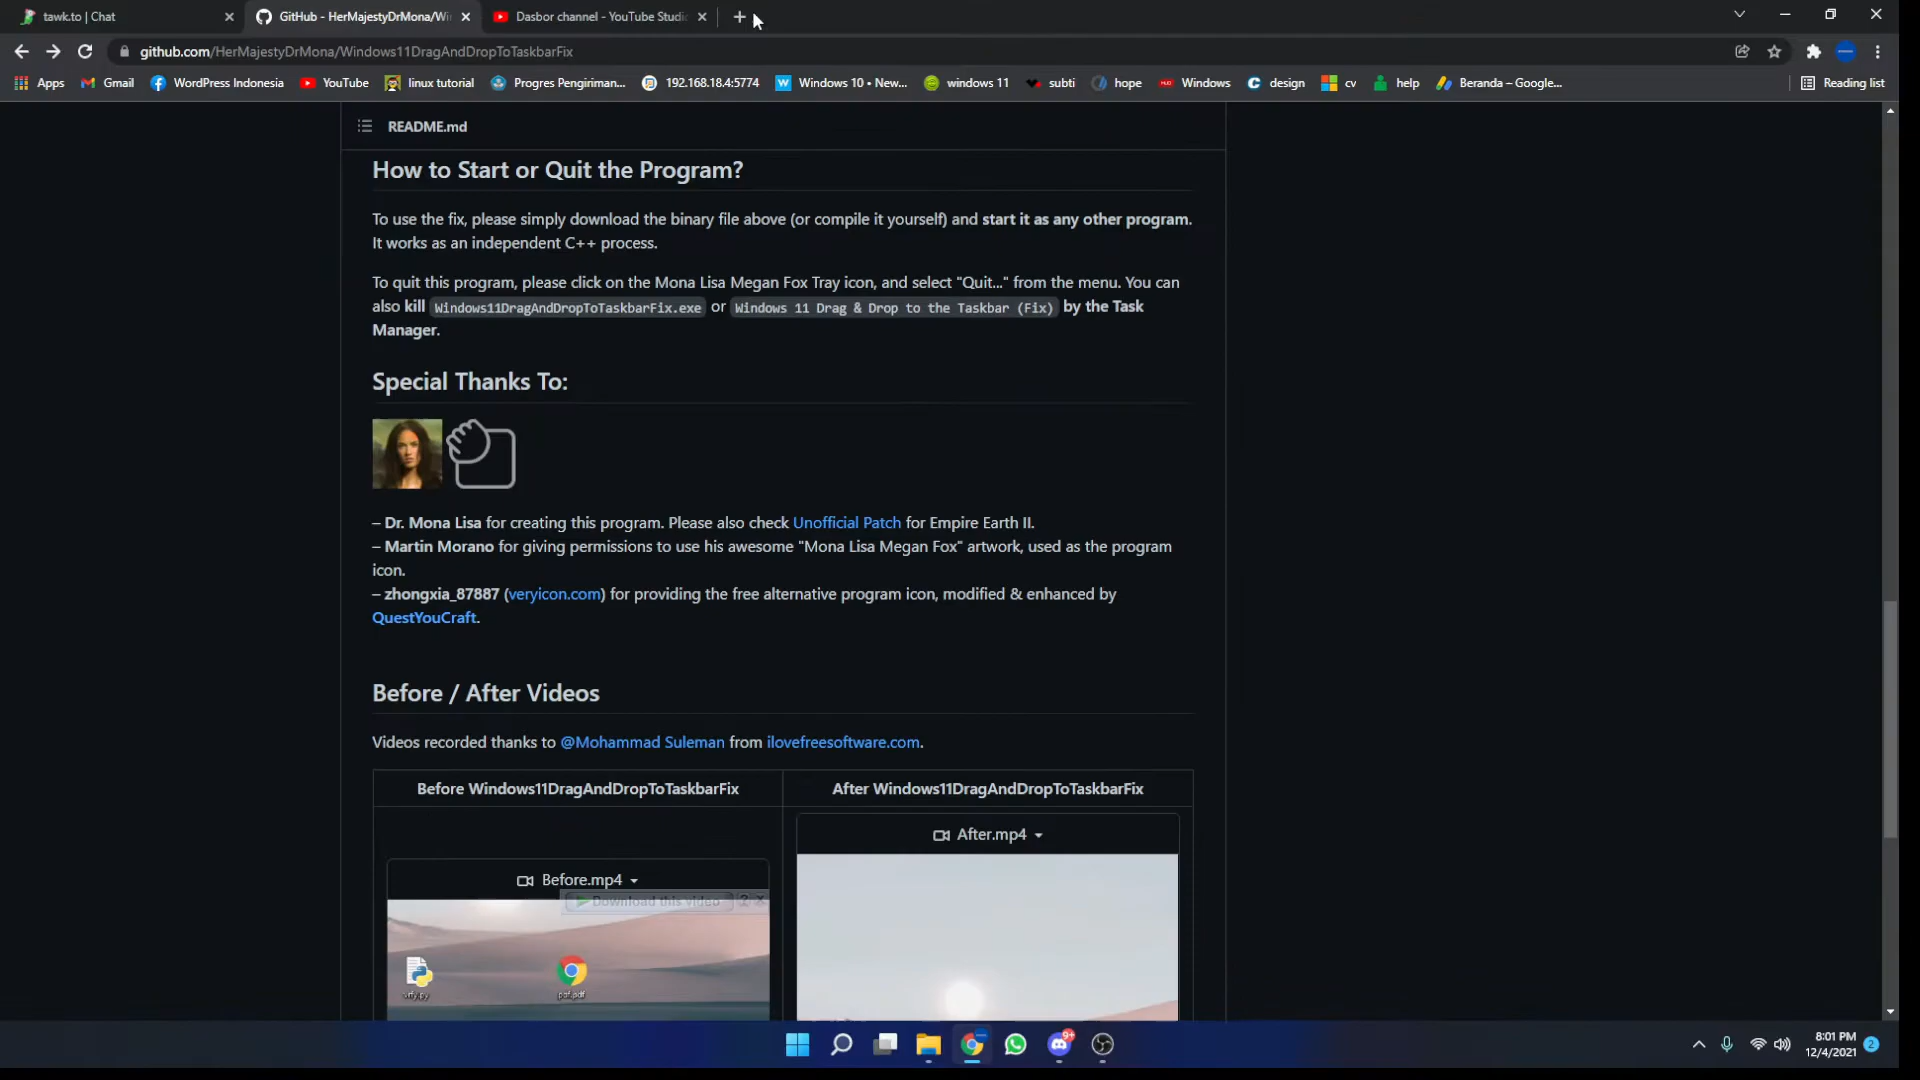 tawk.to | Chat
GitHub - HerMajestyDrMona/Wi
Dasbor channel - YouTube Studi
github.com/HerMajestyDrMona/Windows11DragAndDropToTaskbarFix
Apps
Gmail
WordPress Indonesia
YouTube
linux tutorial
Progres Pengiriman...
192.168.18.4:5774
Windows 10 • New...
windows 11
subti
hope
Windows
design
cv
help
Beranda – Google...
Reading list
README.md
How to Start or Quit the Program?
To use the fix, please simply download the binary file above (or compile it yourself) and start it as any other program.
It works as an independent C++ process.
To quit this program, please click on the Mona Lisa Megan Fox Tray icon, and select "Quit..." from the menu. You can
also kill Windows11DragAndDropToTaskbarFix.exe or Windows 11 Drag & Drop to the Taskbar (Fix) by the Task
Manager.
Special Thanks To:
– Dr. Mona Lisa for creating this program. Please also check Unofficial Patch for Empire Earth II.
– Martin Morano for giving permissions to use his awesome "Mona Lisa Megan Fox" artwork, used as the program
icon.
– zhongxia_87887 (veryicon.com) for providing the free alternative program icon, modified & enhanced by
QuestYouCraft.
Before / After Videos
Videos recorded thanks to @Mohammad Suleman from ilovefreesoftware.com.
Before Windows11DragAndDropToTaskbarFix
After Windows11DragAndDropToTaskbarFix
After.mp4
Before.mp4
Download this video
9+
8:01 PM
12/4/2021
2